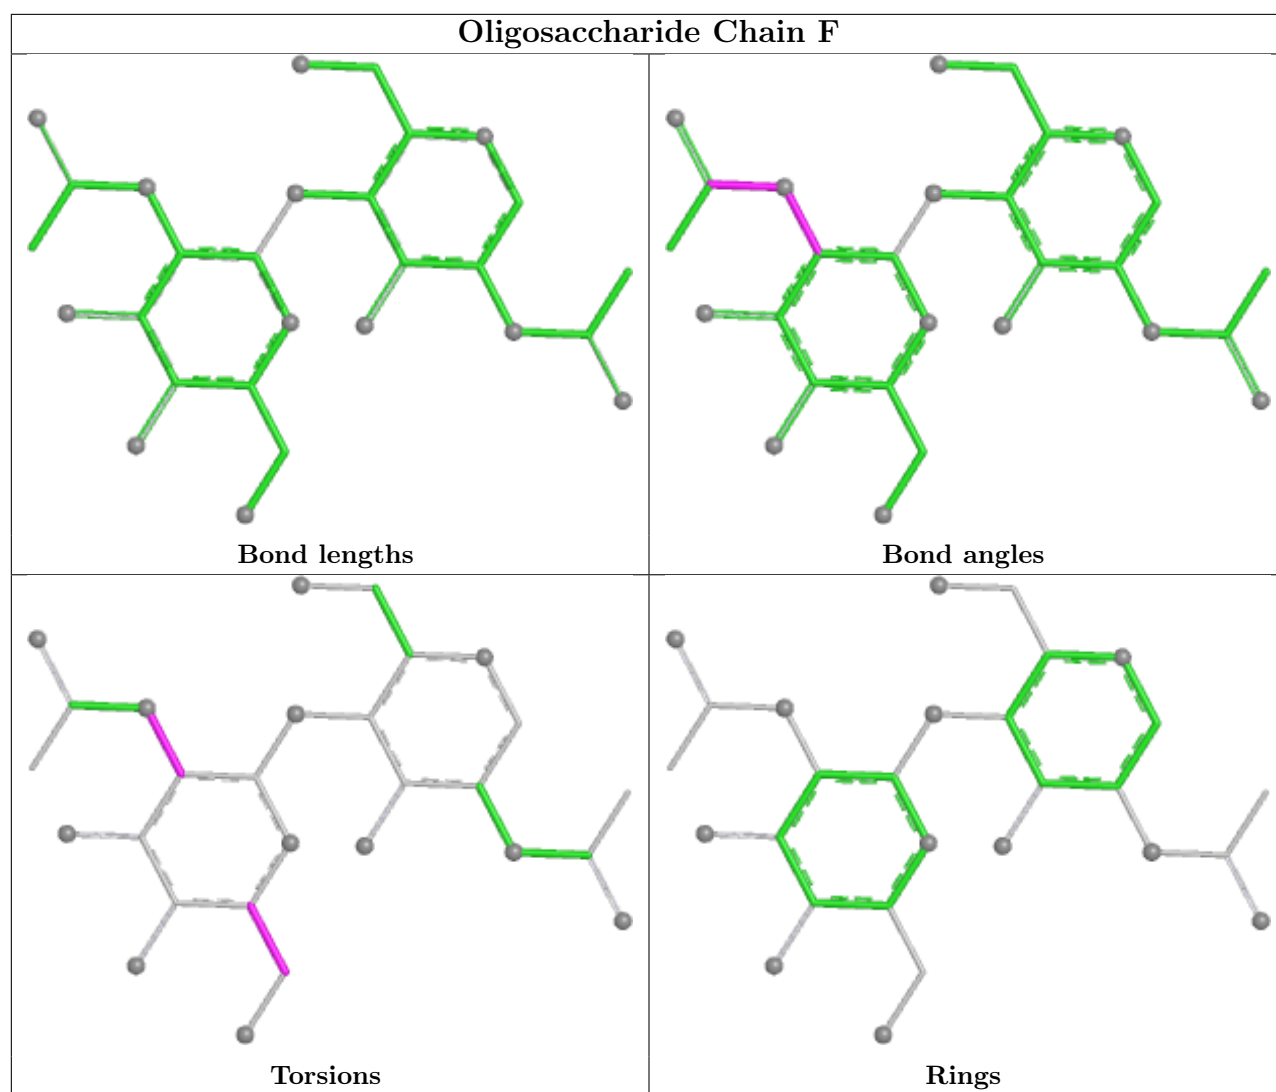 Oligosaccharide Chain F
Bond lengths
Bond angles
Torsions
Rings